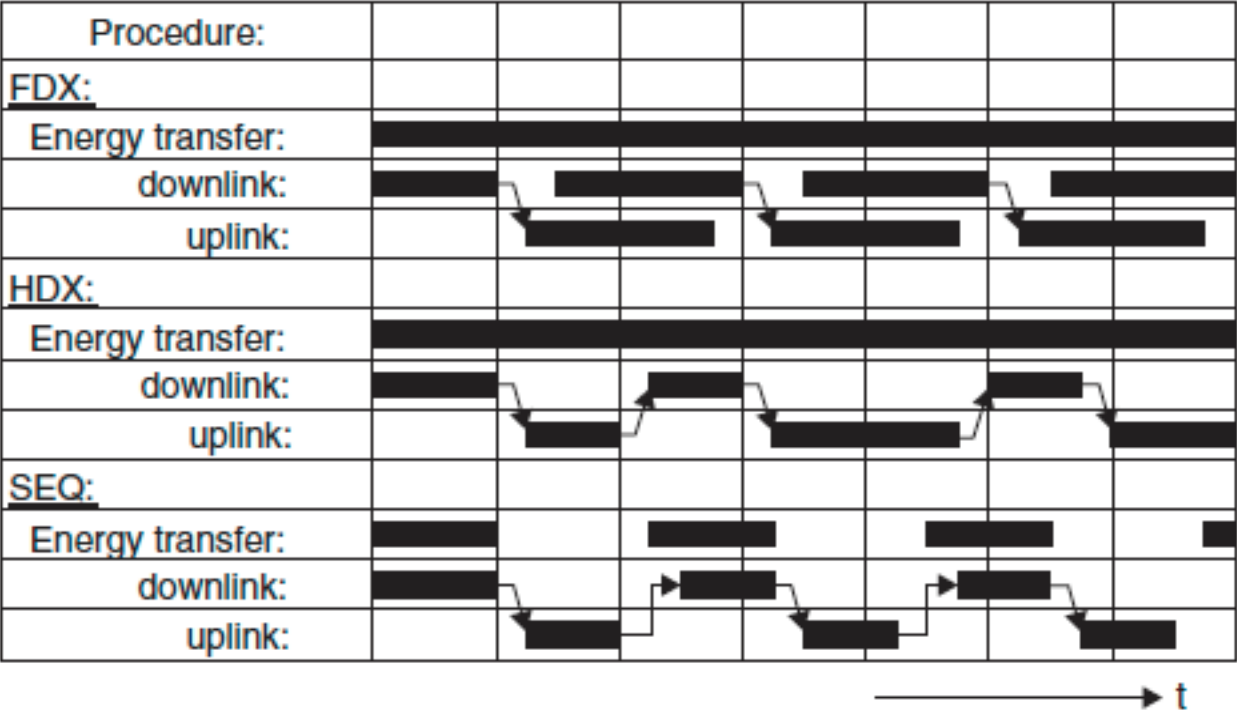 Procedure:
FDX:
Energy transfer:
downlink:
uplink:
HDX:
Energy transfer:
downlink:
uplink:
SEQ:
Energy transfer:
downlink:
uplink:
t